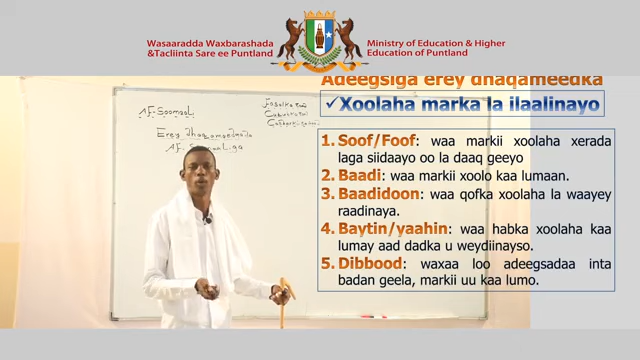 Wasaaradda Waxbarashada
&Tacliinta Sare ee Puntland
Ministry of Education & Higher
Education of Puntland
Adeegsiga erey dhaqameedka
✓Xoolaha marka la ilaalinayo
1. Soof/Foof: waa markii xoolaha xerada
laga siidaayo oo la daaq geeyo
2. Baadi: waa markii xoolo kaa lumaan.
3. Baadidoon: waa qofka xoolaha la waayey
raadinaya.
4. Baytin/yaahin: waa habka xoolaha kaa
lumay aad dadka u weydiinayso.
5. Dibbood: waxaa loo adeegsadaa inta
badan geela, markii uu kaa lumo.
AF-SoomaaLi
Erey dhaqameedyada
AF SoomaaLiga